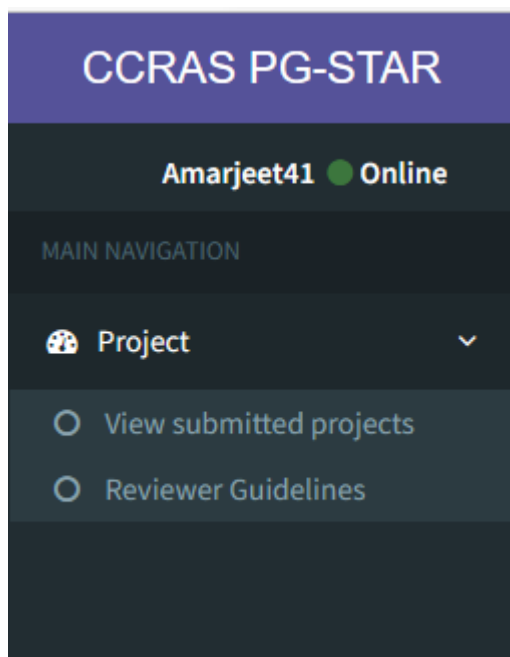 CCRAS PG-STAR
Amarjeet41 Online
MAIN NAVIGATION
Project
View submitted projects
Reviewer Guidelines